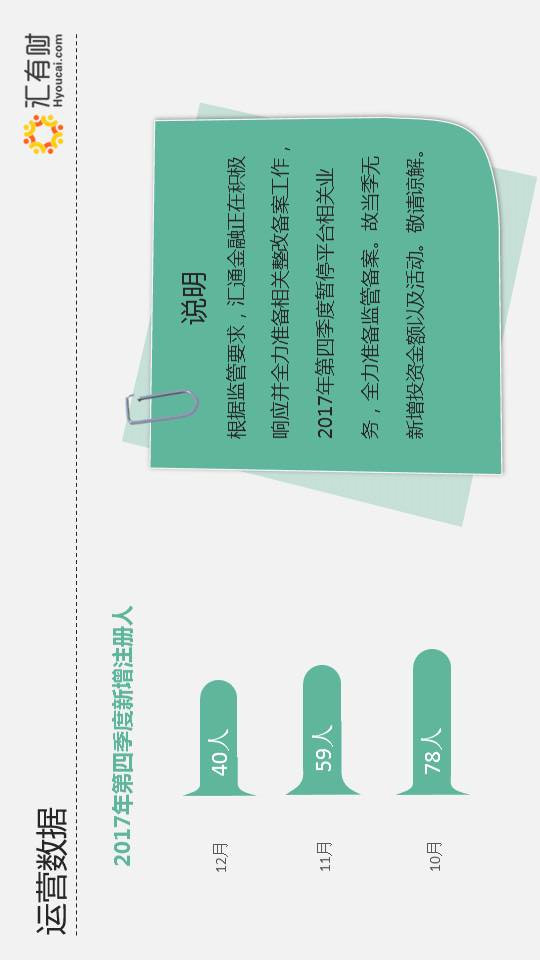 运营数据
汇有财
Hyoucai.com
2017年第四季度新增注册人
12月
40人
11月
59人
10月
78人
说明
根据监管要求，汇通金融正在积极
响应并全力准备相关整改备案工作，
2017年第四季度暂停平台相关业
务，全力准备监管备案。故当季无
新增投资金额以及活动。敬请谅解。